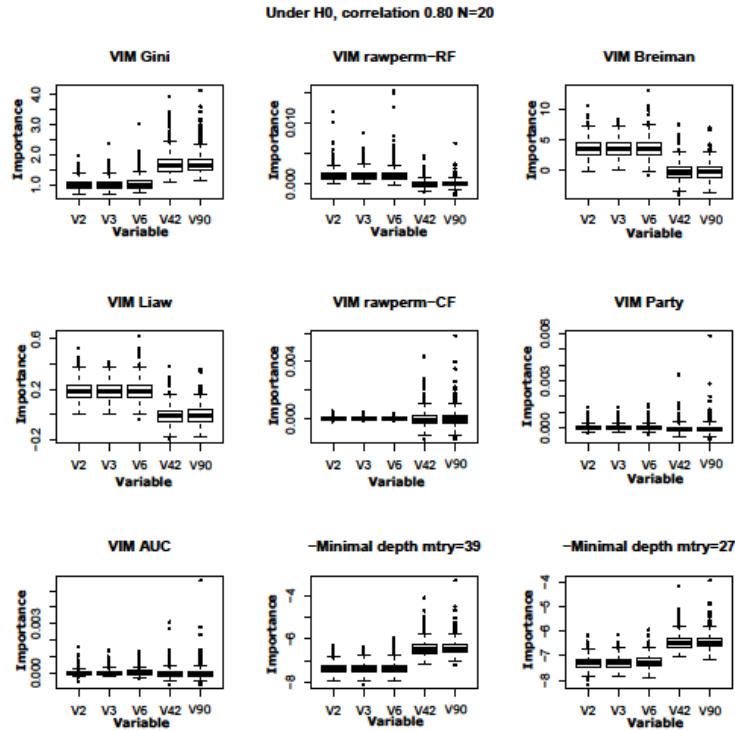 Under H0, correlation 0.80 N=20
VIM Gini
Importance
4.0
3.0
2.0
1.0
V2 V3 V6 V42 V90
Variable
VIM rawperm−RF
Importance
0.010
0.000
V2 V3 V6 V42 V90
Variable
VIM Breiman
Importance
10
5
0
V2 V3 V6 V42 V90
Variable
VIM Liaw
Importance
0.6
0.2
−0.2
V2 V3 V6 V42 V90
Variable
VIM rawperm−CF
Importance
0.004
0.000
V2 V3 V6 V42 V90
Variable
VIM Party
Importance
0.006
0.003
0.000
V2 V3 V6 V42 V90
Variable
VIM AUC
Importance
0.003
0.000
V2 V3 V6 V42 V90
Variable
−Minimal depth mtry=39
Importance
−4
−6
−8
V2 V3 V6 V42 V90
Variable
−Minimal depth mtry=27
Importance
−4
−5
−6
−7
−8
V2 V3 V6 V42 V90
Variable